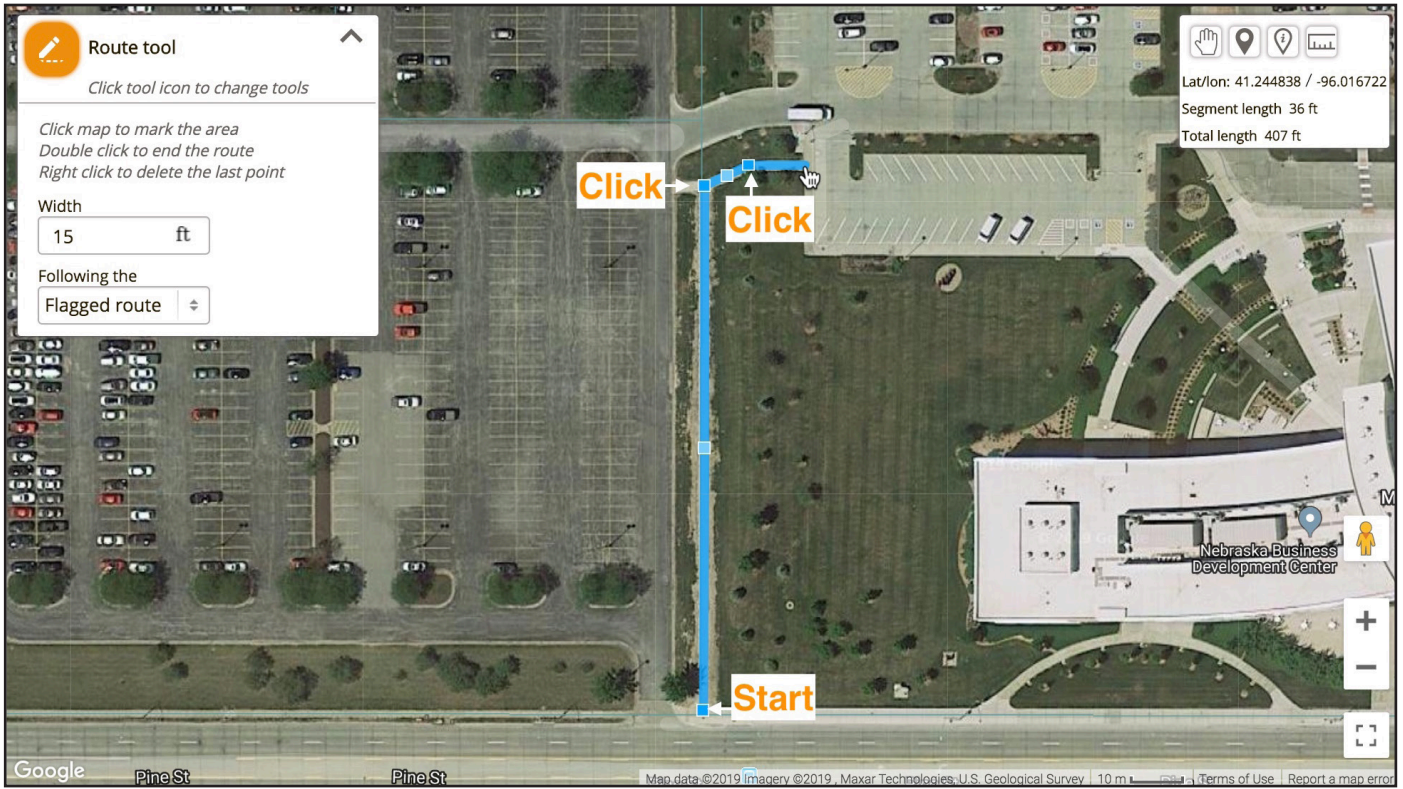 Route tool
Click tool icon to change tools
Click map to mark the area
Double click to end the route
Right click to delete the last point
Width
15 ft
Following the
Flagged route
Lat/lon: 41.244838 / -96.016722
Segment length 36 ft
Total length 407 ft
Click
Click
Start
M
Nebraska Business
Development Center
Google
Pine St
Pine St
Map data ©2019 Imagery ©2019 , Maxar Technologies, U.S. Geological Survey
10 m
Terms of Use
Report a map error